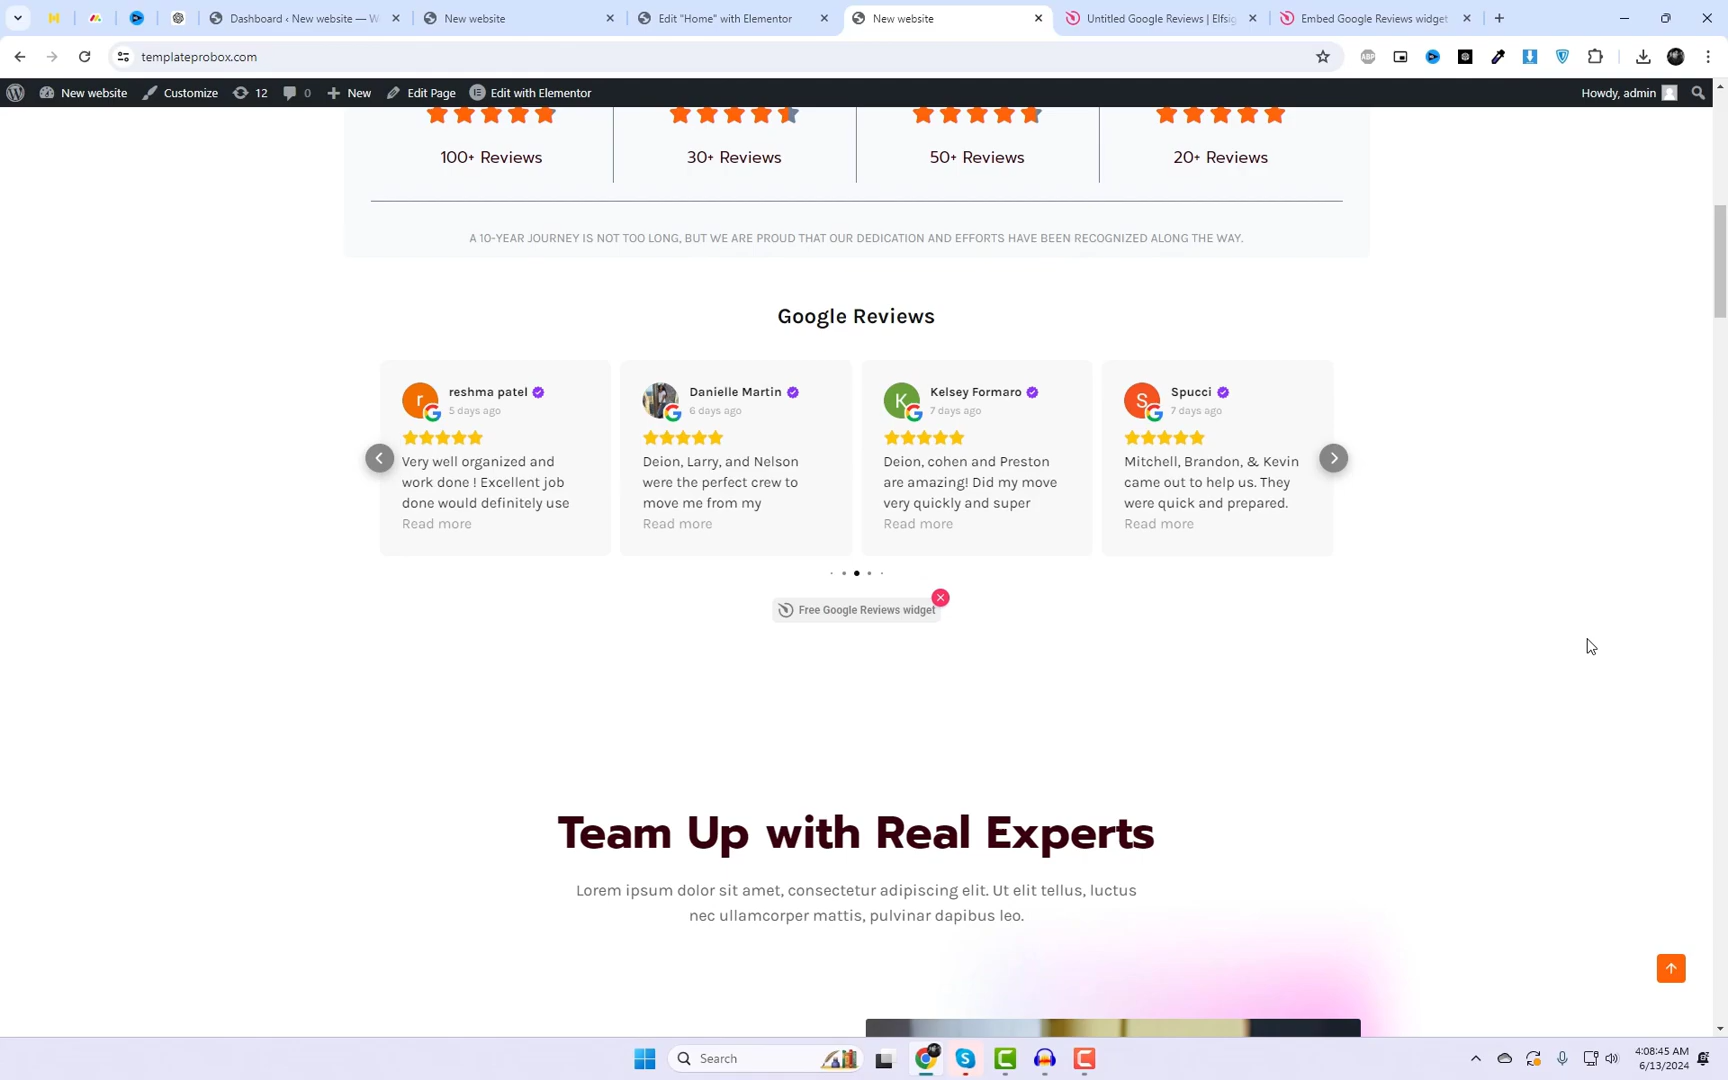 Dashboard ‹ New website — W
New website
Edit "Home" with Elementor
New website
Untitled Google Reviews | Elfsig
Embed Google Reviews widget
templateprobox.com
ABP
New website
Customize
12
0
New
Edit Page
Edit with Elementor
Howdy, admin
100+ Reviews
30+ Reviews
50+ Reviews
20+ Reviews
A 10-YEAR JOURNEY IS NOT TOO LONG, BUT WE ARE PROUD THAT OUR DEDICATION AND EFFORTS HAVE BEEN RECOGNIZED ALONG THE WAY.
Google Reviews
r
reshma patel
5 days ago
Very well organized and
work done ! Excellent job
done would definitely use
Read more
Danielle Martin
6 days ago
Deion, Larry, and Nelson
were the perfect crew to
move me from my
Read more
K
Kelsey Formaro
7 days ago
Deion, cohen and Preston
are amazing! Did my move
very quickly and super
Read more
S
Spucci
7 days ago
Mitchell, Brandon, & Kevin
came out to help us. They
were quick and prepared.
Read more
Free Google Reviews widget
Team Up with Real Experts
Lorem ipsum dolor sit amet, consectetur adipiscing elit. Ut elit tellus, luctus
nec ullamcorper mattis, pulvinar dapibus leo.
Search
4:08:45 AM
6/13/2024